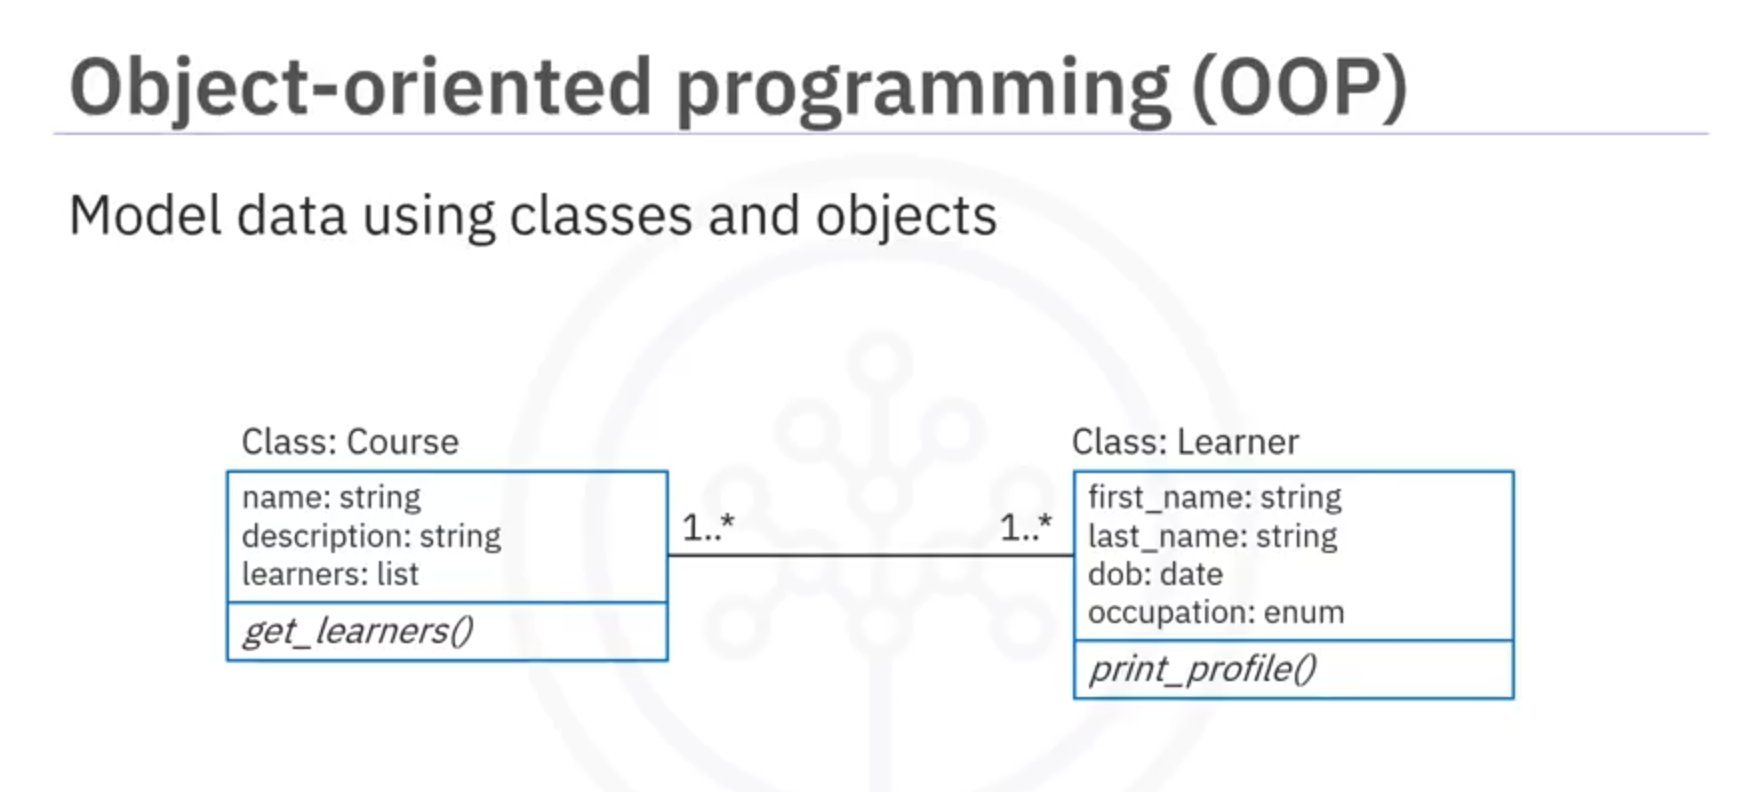 Object-oriented programming (OOP)
Model data using classes and objects
Class: Course
name: string
description: string
learners: list
get_learners()
1..*
1..*
Class: Learner
first_name: string
last_name: string
dob: date
occupation: enum
print_profile()